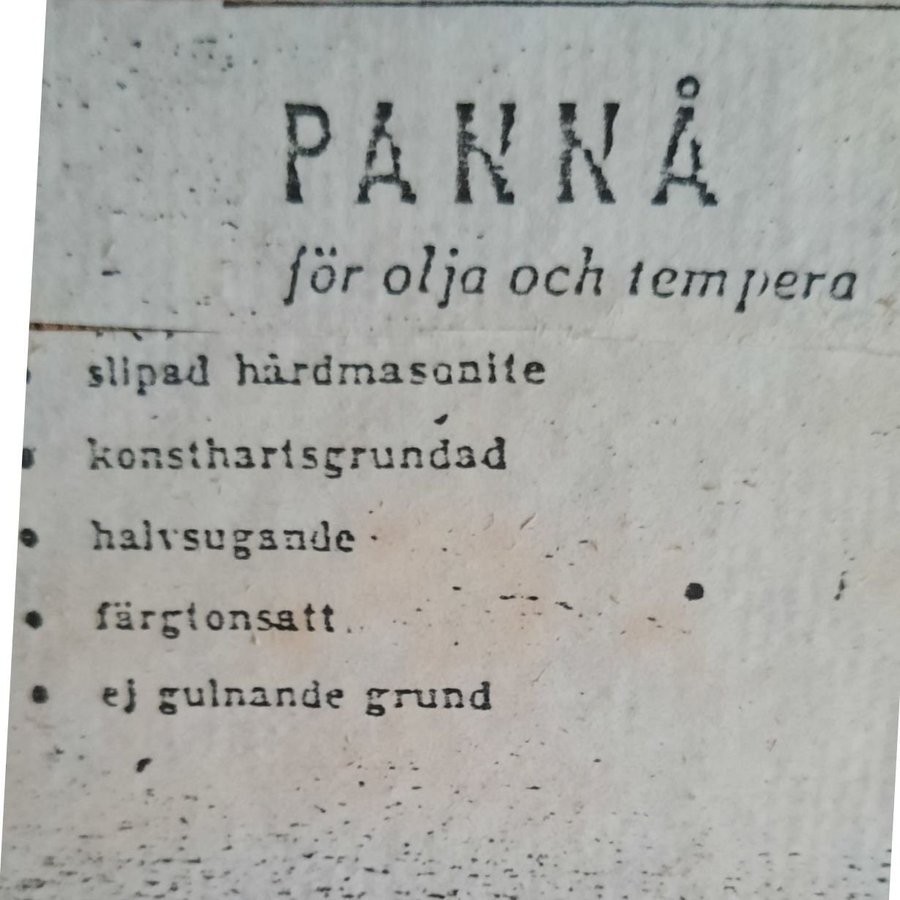 PANNÅ
för olja och tempera
• slipad hårdmasonite
• konsthartsgrundad
• halvsugande
• färgtonsatt
• ej gulnande grund